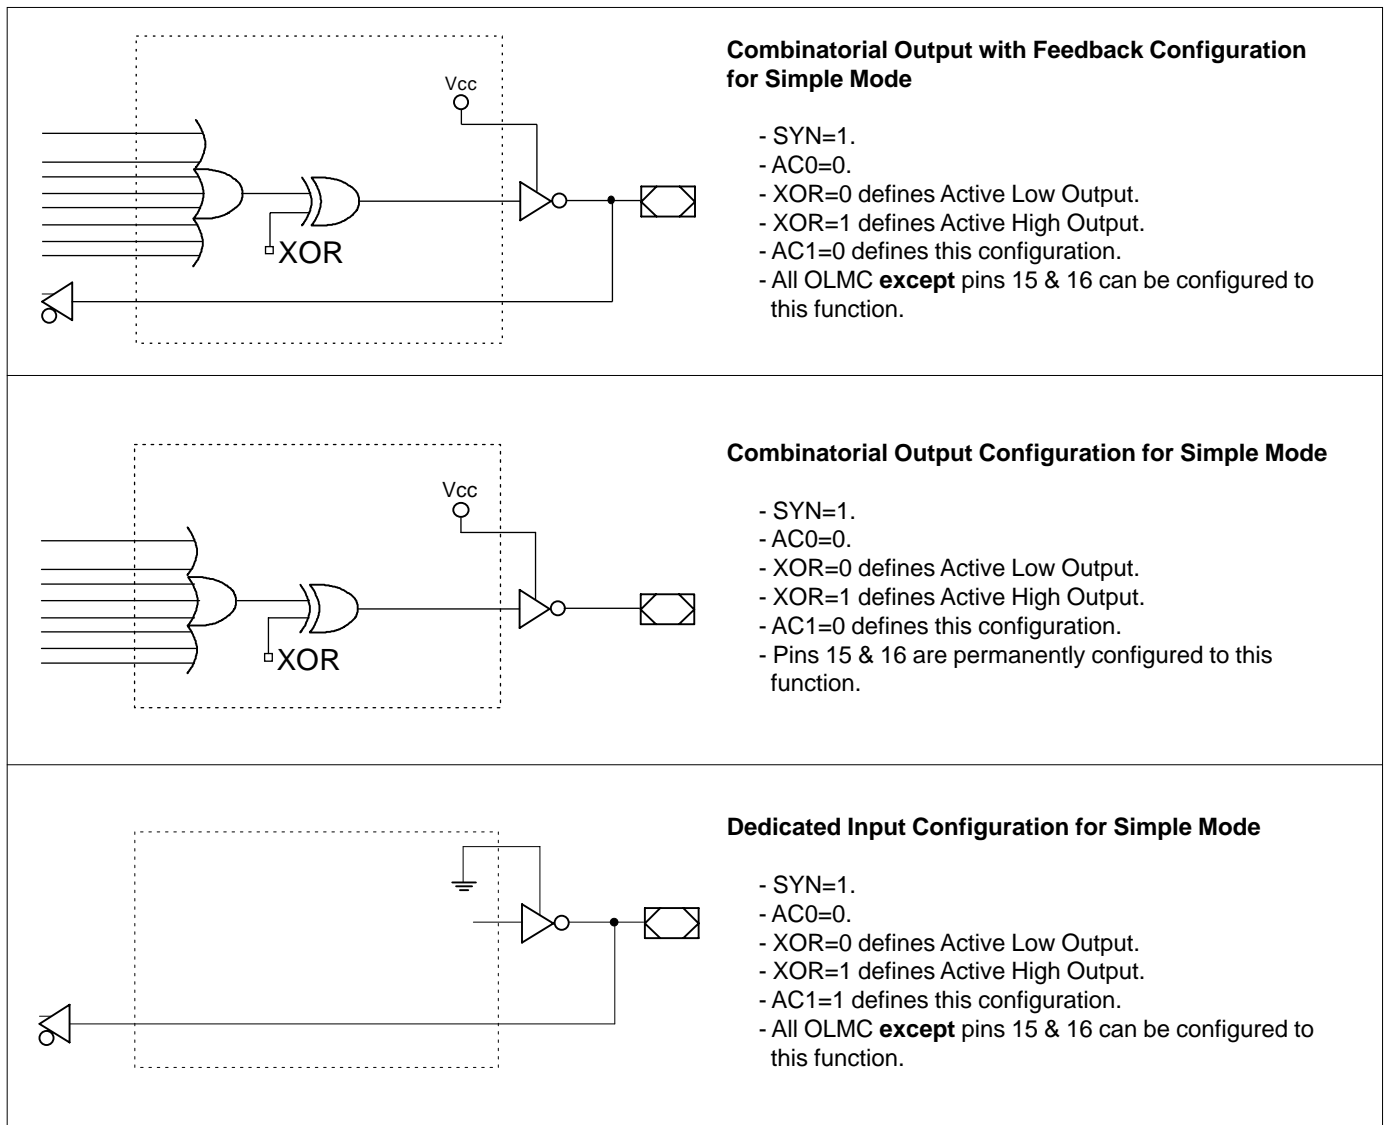 Vcc
XOR
Combinatorial Output with Feedback Configuration
for Simple Mode
- SYN=1.
- AC0=0.
- XOR=0 defines Active Low Output.
- XOR=1 defines Active High Output.
- AC1=0 defines this configuration.
- All OLMC except pins 15 & 16 can be configured to
this function.
Vcc
XOR
Combinatorial Output Configuration for Simple Mode
- SYN=1.
- AC0=0.
- XOR=0 defines Active Low Output.
- XOR=1 defines Active High Output.
- AC1=0 defines this configuration.
- Pins 15 & 16 are permanently configured to this
function.
Dedicated Input Configuration for Simple Mode
- SYN=1.
- AC0=0.
- XOR=0 defines Active Low Output.
- XOR=1 defines Active High Output.
- AC1=1 defines this configuration.
- All OLMC except pins 15 & 16 can be configured to
this function.